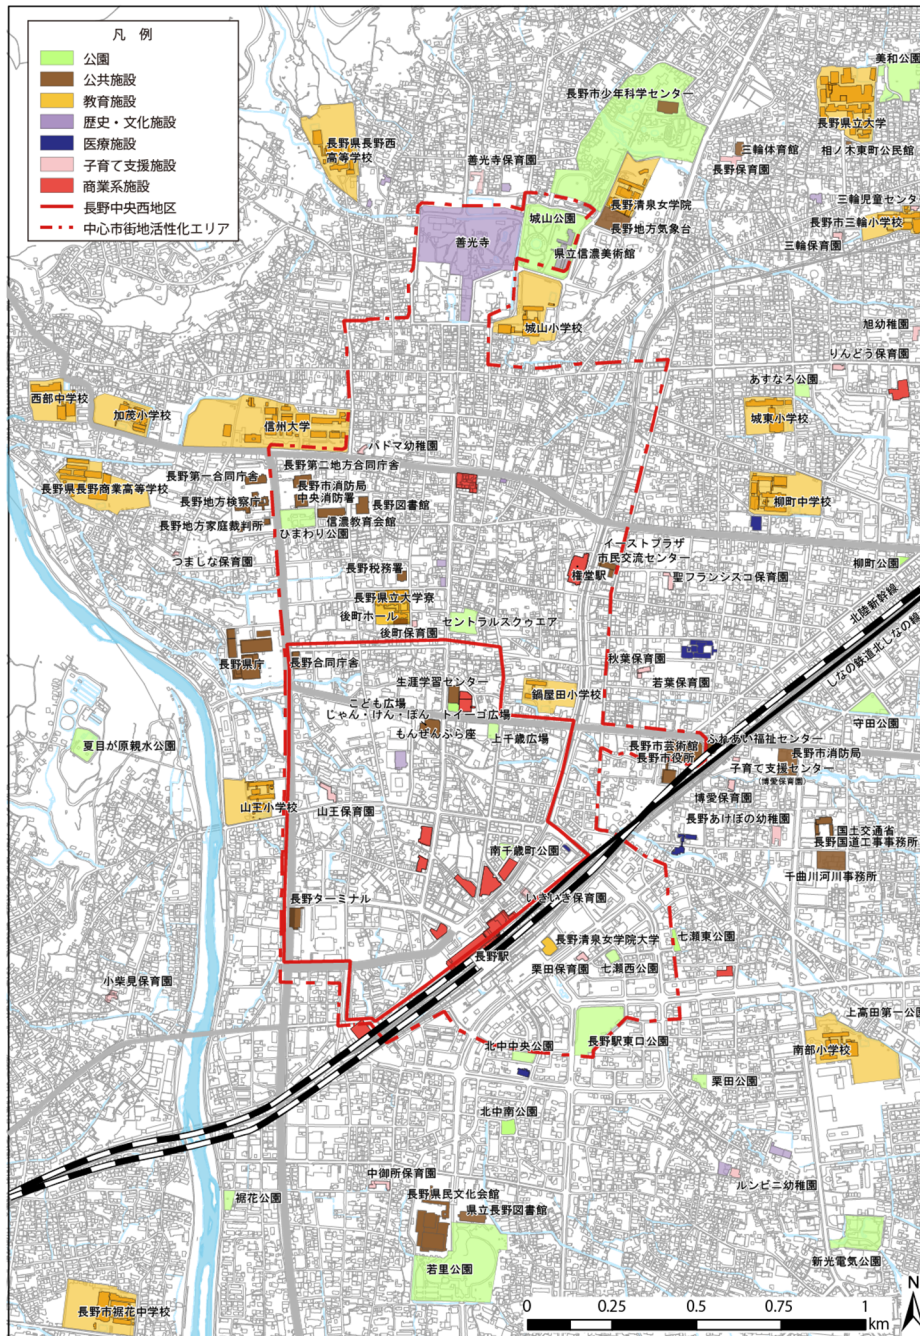 凡 例
公園
公共施設
教育施設
歴史・文化施設
医療施設
子育て支援施設
商業系施設
長野中央西地区
中心市街地活性化エリア
美和公園
長野市少年科学センター
長野県立大学
長野県長野西
高等学校
善光寺保育園
三輪体育館
相ノ木東町公民館
長野保育園
三輪児童センタ
長野清泉女学院
城山公園
長野地方気象台
長野市三輪小学校
善光寺
県立信濃美術館
三輪保育園
城山小学校
旭幼稚園
りんどう保育園
あすなろ公園
西部中学校
加茂小学校
信州大学
城東小学校
パドマ幼稚園
長野第二地方合同庁舎
長野第一合同庁舎
長野市消防局
中央消防署
長野県長野商業高等学校
長野地方検察庁
長野図書館
信濃教育会館
長野地方家庭裁判所
ひまわり公園
柳町中学校
つましな保育園
イーストプラザ
市民交流センター
柳町公園
長野税務署
権堂駅
聖フランシスコ保育園
北陸新幹線
長野県立大学寮
後町ホール
セントラルスクゥエア
後町保育園
しなの鉄道北しなの線
長野県庁
長野合同庁舎
秋葉保育園
若葉保育園
生涯学習センター
鍋屋田小学校
こども広場
じゃん・けん・ぽん
トイーゴ広場
もんぜんぷら座
上千歳広場
守田公園
夏目が原親水公園
ふれあい福祉センター
長野市芸術館
長野市役所
長野市消防局
子育て支援センター
(博愛保育園)
博愛保育園
山王小学校
山王保育園
長野あけぼの幼稚園
国土交通省
長野国道工事事務所
南千歳町公園
千曲川河川事務所
いきいき保育園
長野ターミナル
長野清泉女学院大学
七瀬東公園
長野駅
栗田保育園
七瀬西公園
小柴見保育園
上高田第一公園
長野駅東口公園
北中中央公園
南部小学校
栗田公園
北中南公園
中御所保育園
ルンビニ幼稚園
裾花公園
長野県民文化会館
県立長野図書館
若里公園
新光電気公園
長野市裾花中学校
0 0.25 0.5 0.75 1
km
N